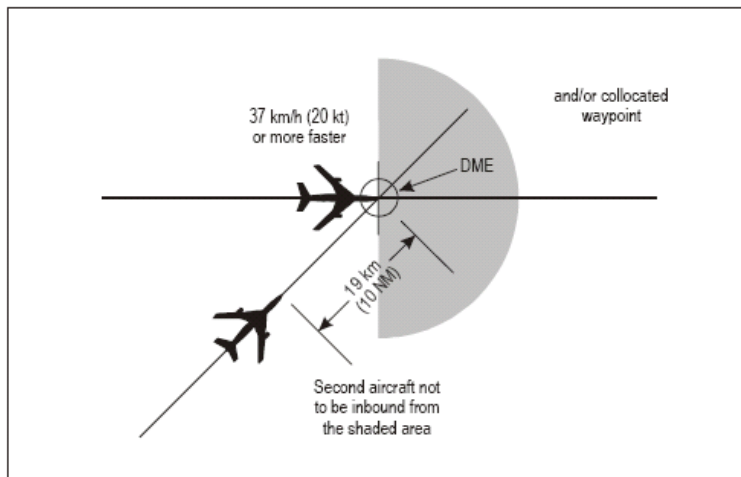 and/or collocated
waypoint
37 km/h (20 kt)
or more faster
DME
19 km
(10 NM)
Second aircraft not
to be inbound from
the shaded area